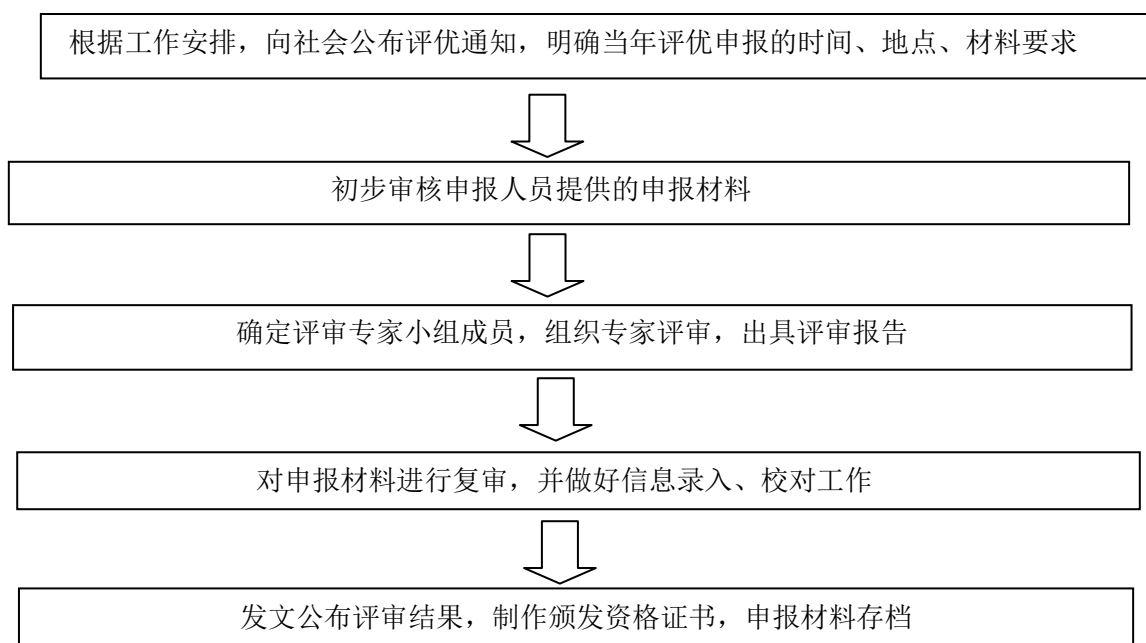 根据工作安排，向社会公布评优通知，明确当年评优申报的时间、地点、材料要求
初步审核申报人员提供的申报材料
确定评审专家小组成员，组织专家评审，出具评审报告
对申报材料进行复审，并做好信息录入、校对工作
发文公布评审结果，制作颁发资格证书，申报材料存档